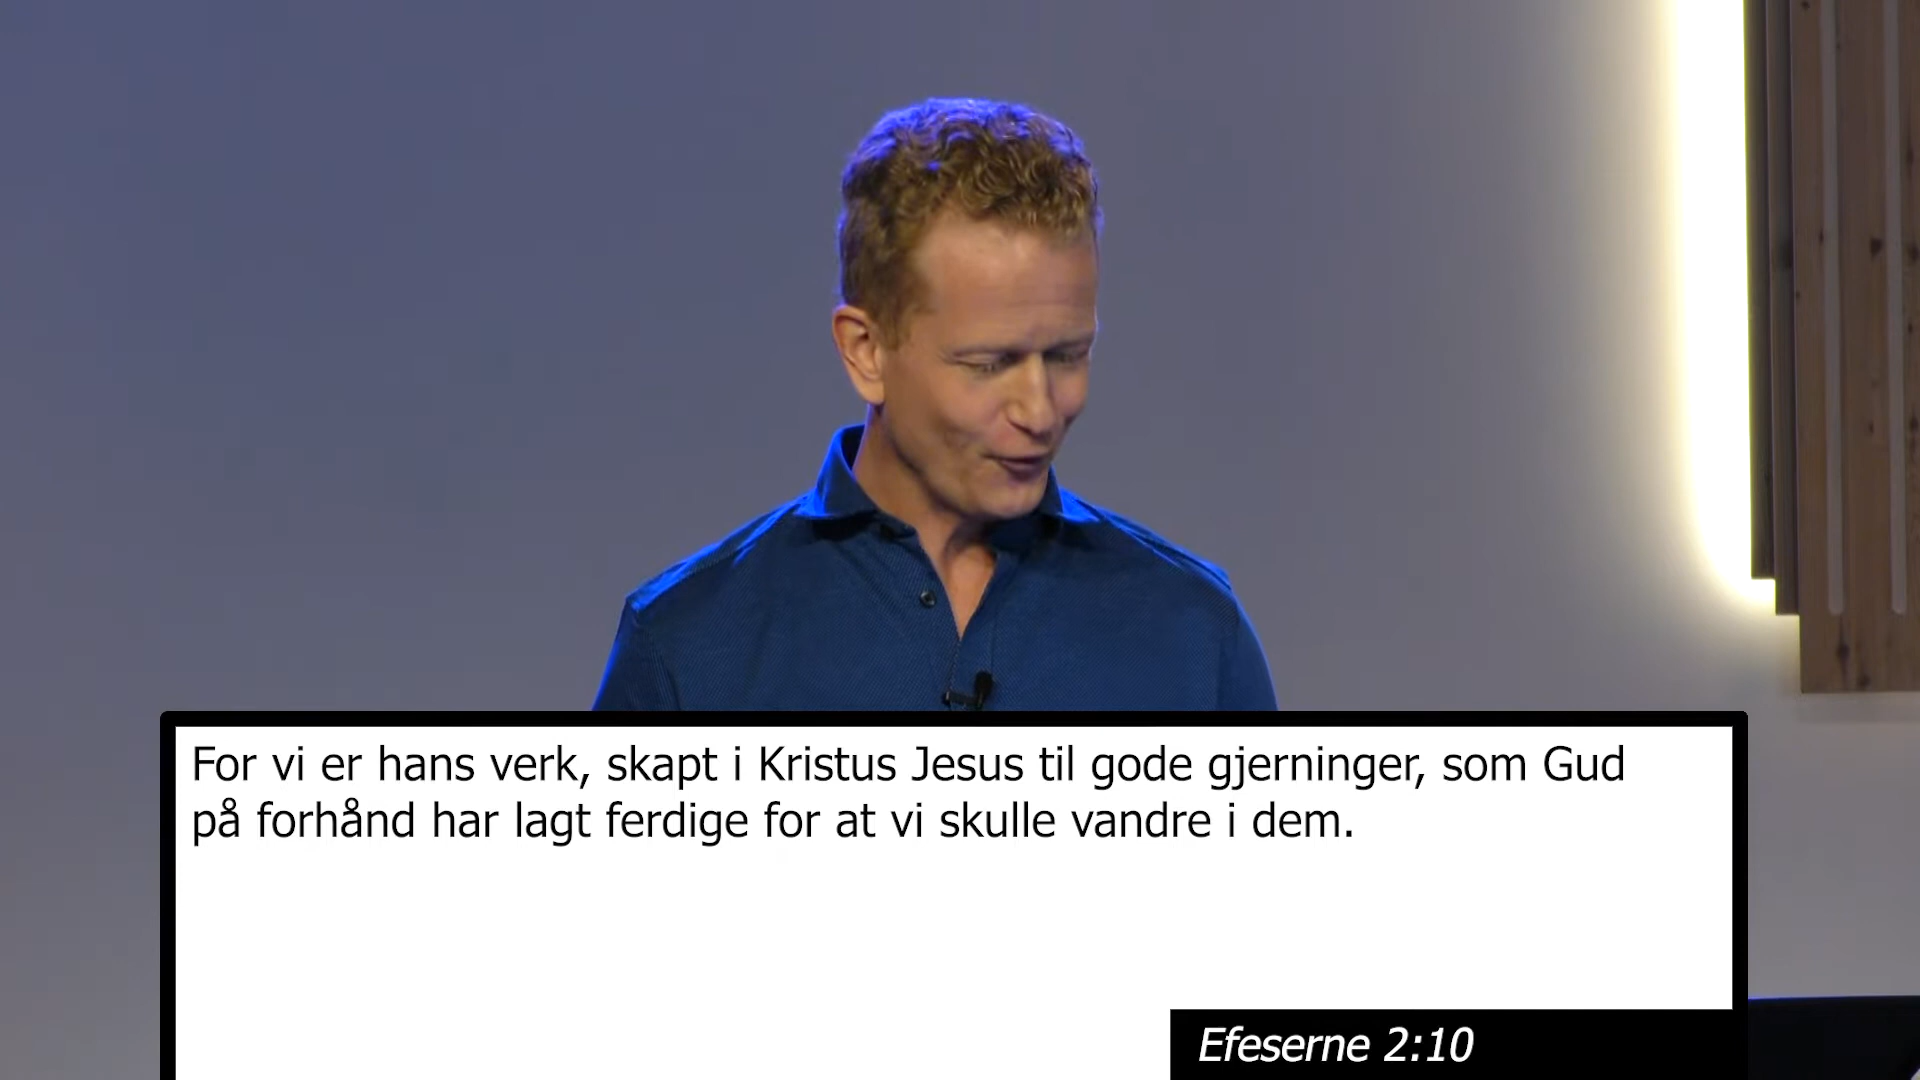 For vi er hans verk, skapt i Kristus Jesus til gode gjerninger, som Gud
på forhånd har lagt ferdige for at vi skulle vandre i dem.
Efeserne 2:10